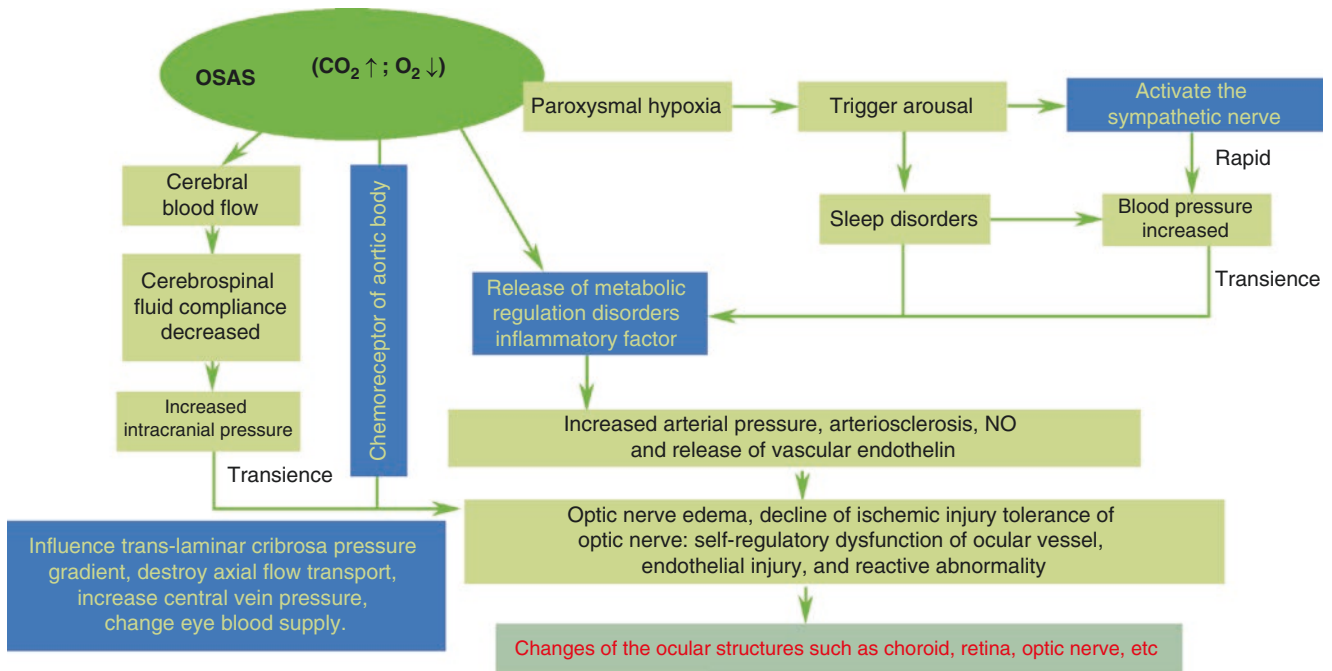 OSAS
(CO₂ ↑ ; O₂ ↓)
Paroxysmal hypoxia
Trigger arousal
Activate the
sympathetic nerve
Rapid
Cerebral
blood flow
Chemoreceptor of aortic body
Sleep disorders
Blood pressure
increased
Cerebrospinal
fluid compliance
decreased
Release of metabolic
regulation disorders
inflammatory factor
Transience
Increased
intracranial pressure
Increased arterial pressure, arteriosclerosis, NO
and release of vascular endothelin
Transience
Optic nerve edema, decline of ischemic injury tolerance of
optic nerve: self-regulatory dysfunction of ocular vessel,
endothelial injury, and reactive abnormality
Influence trans-laminar cribrosa pressure
gradient, destroy axial flow transport,
increase central vein pressure,
change eye blood supply.
Changes of the ocular structures such as choroid, retina, optic nerve, etc